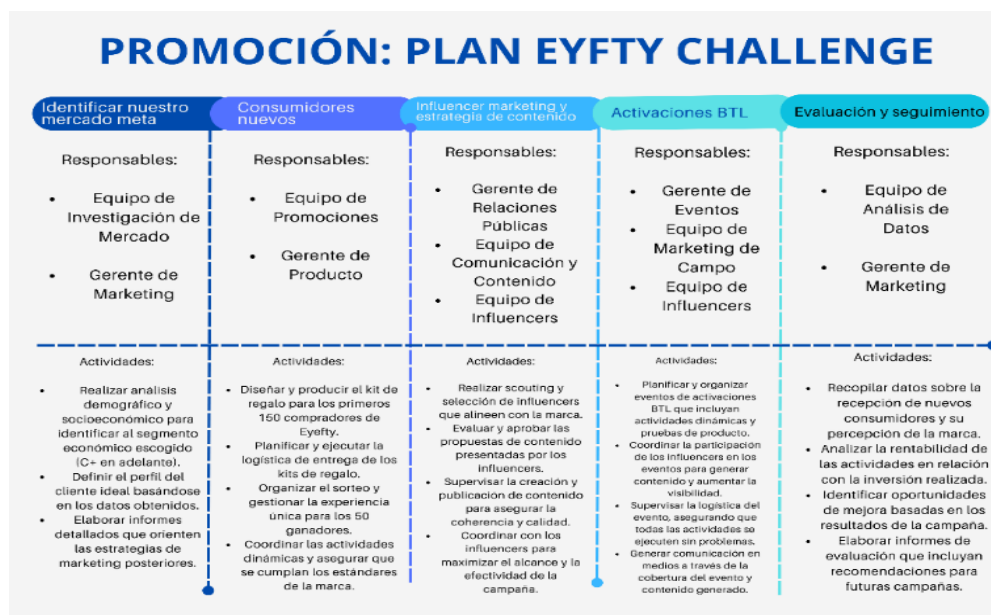 PROMOCIÓN: PLAN EYFTY CHALLENGE
Identificar nuestro
mercado meta
Responsables:
• Equipo de
Investigación de
Mercado
• Gerente de
Marketing
Actividades:
• Realizar análisis
demográfico y
socioeconómico para
identificar al segmento
económico escogido
(C+ en adelante).
• Definir el perfil del
cliente ideal basándose
en los datos obtenidos.
• Elaborar informes
detallados que orienten
las estrategias de
marketing posteriores.
Consumidores
nuevos
Responsables:
• Equipo de
Promociones
• Gerente de
Producto
Actividades:
• Diseñar y producir el kit de
regalo para los primeros
150 compradores de
Eyefty.
• Planificar y ejecutar la
logística de entrega de los
kits de regalo.
• Organizar el sorteo y
gestionar la experiencia
única para los 50
ganadores.
• Coordinar las actividades
dinámicas y asegurar que
se cumplan los estándares
de la marca.
Influencer marketing y
estrategia de contenido
Responsables:
• Gerente de
Relaciones
Públicas
• Equipo de
Comunicación y
Contenido
• Equipo de
Influencers
Actividades:
• Realizar scouting y
selección de influencers
que alineen con la marca.
• Evaluar y aprobar las
propuestas de contenido
presentadas por los
influencers.
• Supervisar la creación y
publicación de contenido
para asegurar la
coherencia y calidad.
• Coordinar con los
influencers para
maximizar el alcance y la
efectividad de la
campaña.
Activaciones BTL
Responsables:
• Gerente de
Eventos
• Equipo de
Marketing de
Campo
• Equipo de
Influencers
Actividades:
• Planificar y organizar
eventos de activaciones
BTL que incluyan
actividades dinámicas y
pruebas de producto.
• Coordinar la participación
de los influencers en los
eventos para generar
contenido y aumentar la
visibilidad.
• Supervisar la logística del
evento, asegurando que
todas las actividades se
ejecuten sin problemas.
• Generar comunicación en
medios a través de la
cobertura del evento y
contenido generado.
Evaluación y seguimiento
Responsables:
• Equipo de
Análisis de
Datos
• Gerente de
Marketing
Actividades:
• Recopilar datos sobre la
recepción de nuevos
consumidores y su
percepción de la marca.
• Analizar la rentabilidad de
las actividades en relación
con la inversión realizada.
• Identificar oportunidades
de mejora basadas en los
resultados de la campaña.
• Elaborar informes de
evaluación que incluyan
recomendaciones para
futuras campañas.